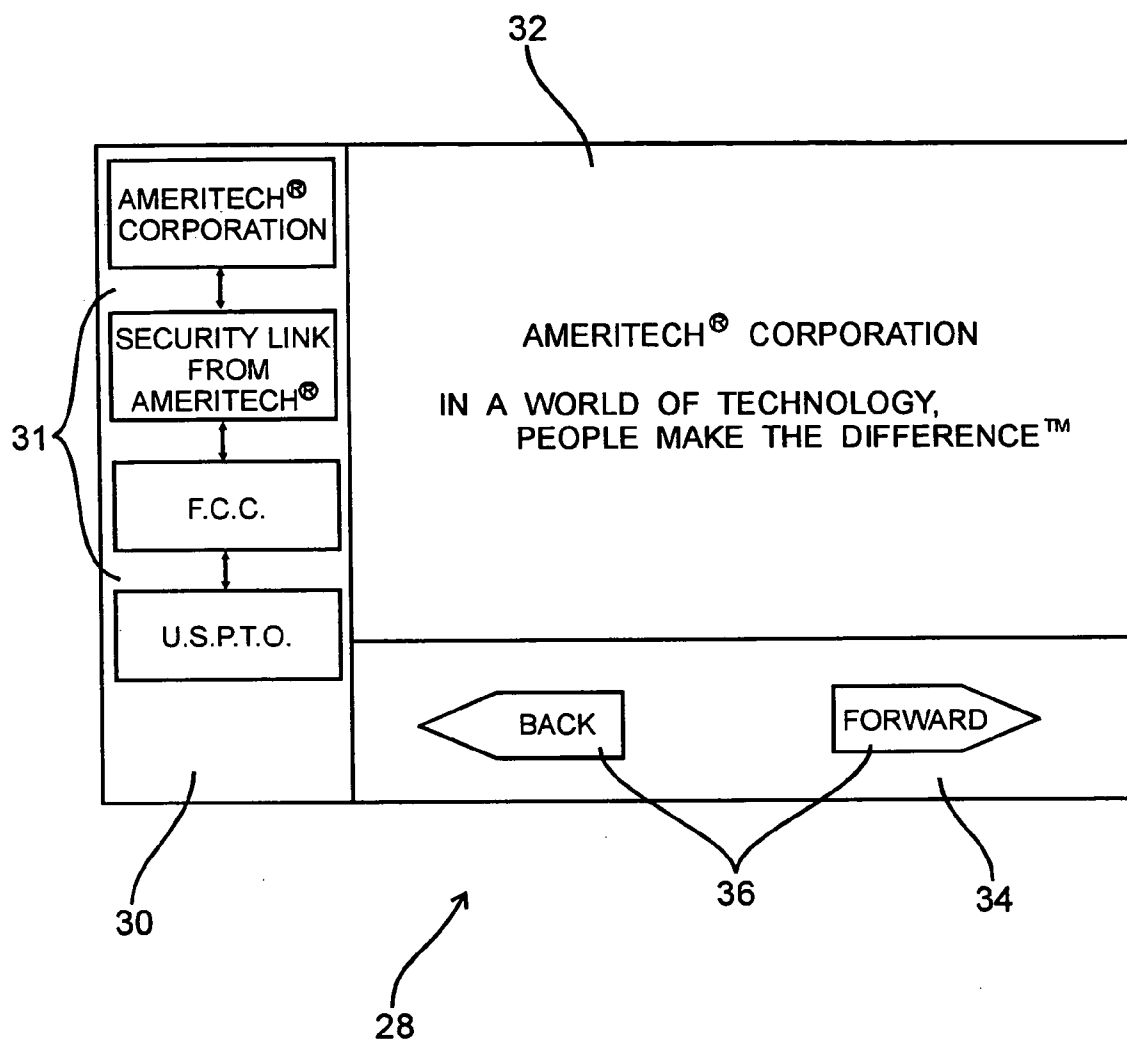 32
AMERITECH®
CORPORATION
SECURITY LINK
FROM
AMERITECH®
31
F.C.C.
U.S.P.T.O.
AMERITECH® CORPORATION
IN A WORLD OF TECHNOLOGY,
PEOPLE MAKE THE DIFFERENCE™
BACK
FORWARD
30
36
34
28